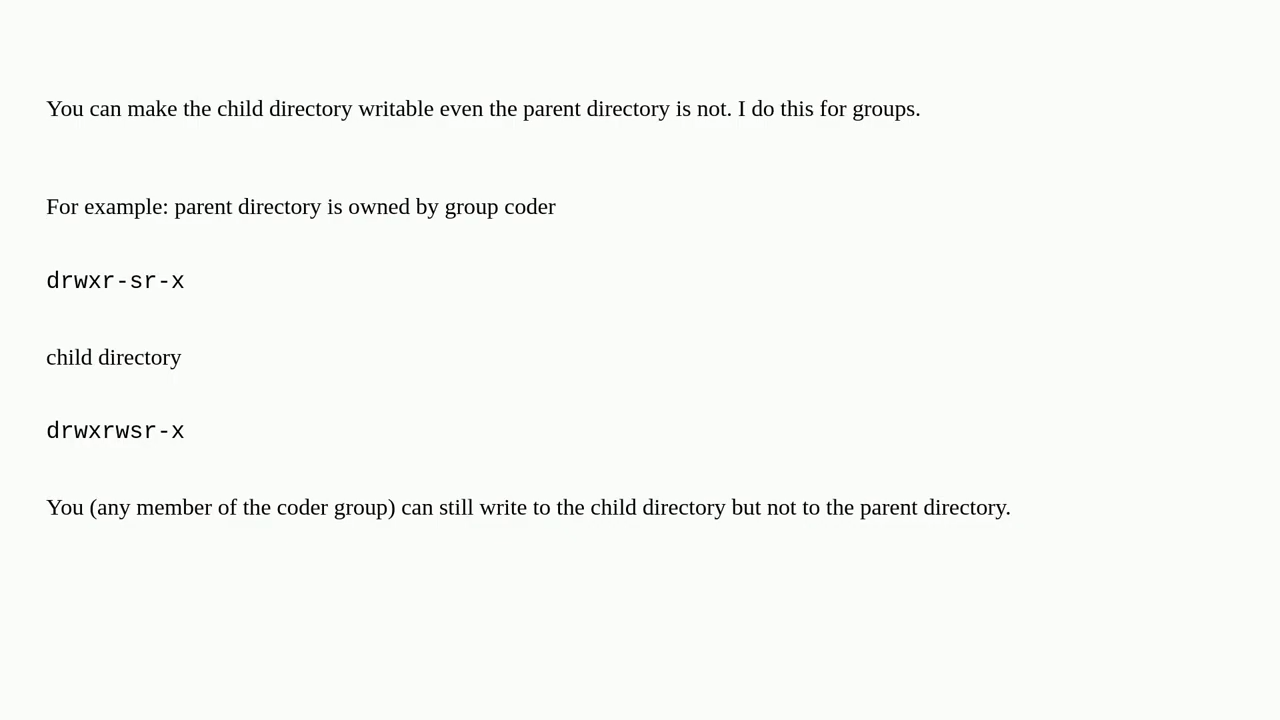 You can make the child directory writable even the parent directory is not. I do this for groups.
For example: parent directory is owned by group coder
drwxr-sr-x
child directory
drwxrwsr-x
You (any member of the coder group) can still write to the child directory but not to the parent directory.